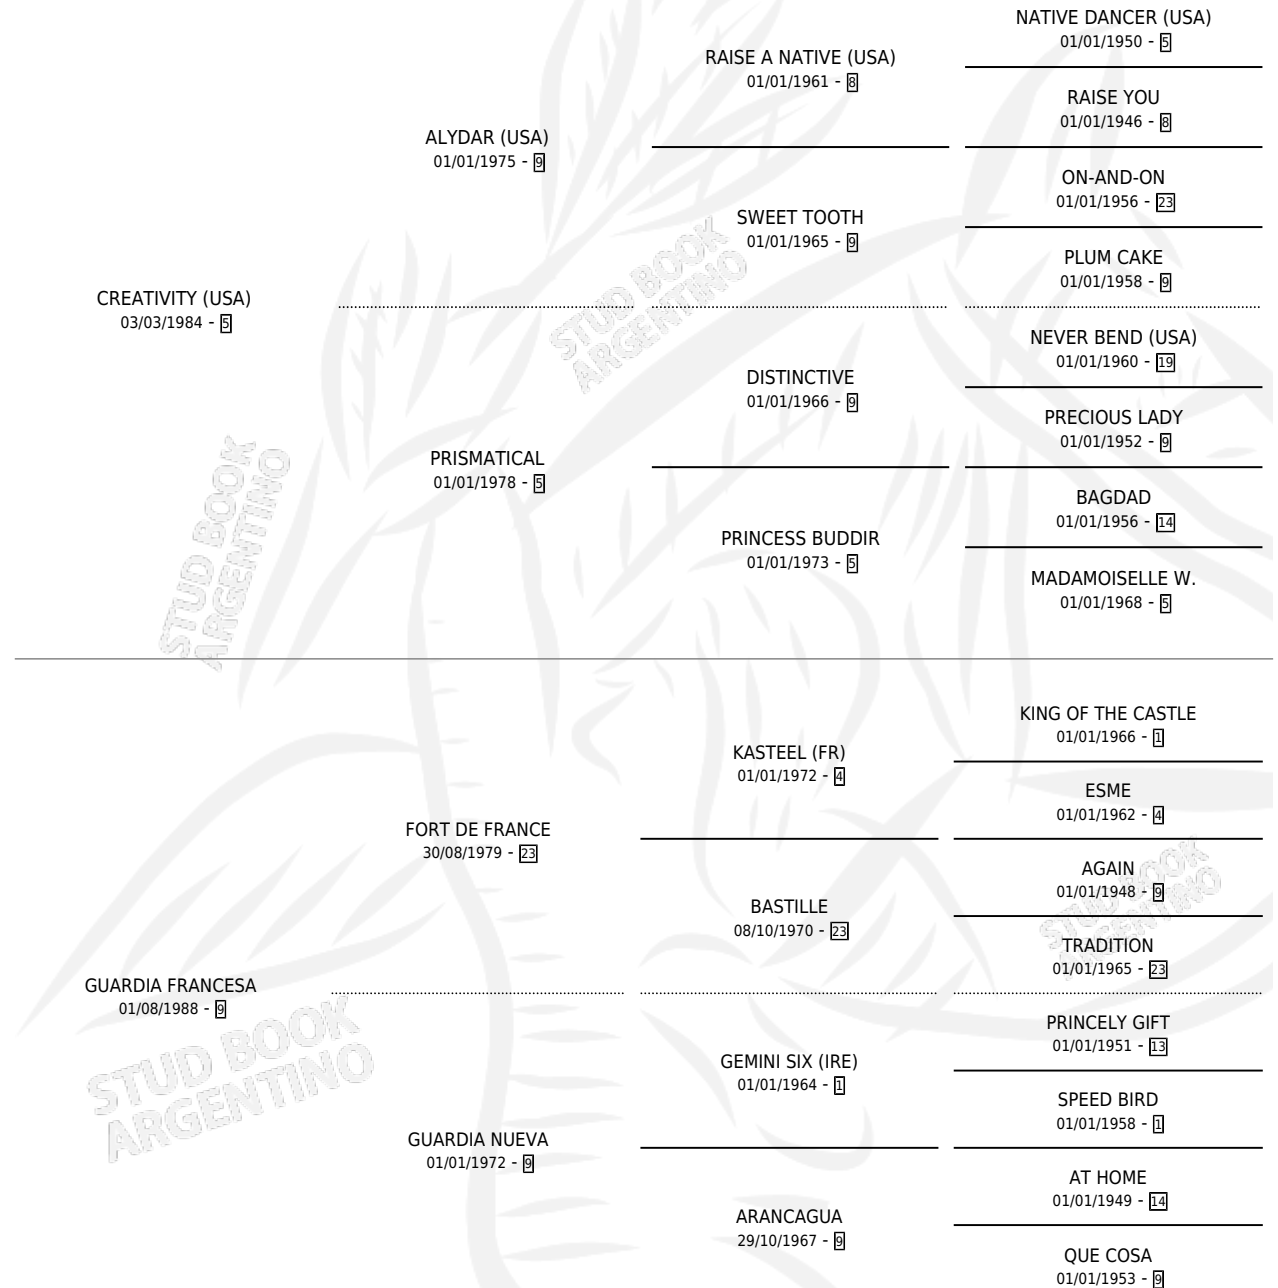 NATIVE DANCER (USA)
01/01/1950 - 5
RAISE A NATIVE (USA)
01/01/1961 - 8
RAISE YOU
01/01/1946 - 8
ALYDAR (USA)
01/01/1975 - 9
ON-AND-ON
01/01/1956 - 23
SWEET TOOTH
01/01/1965 - 9
PLUM CAKE
01/01/1958 - 9
CREATIVITY (USA)
03/03/1984 - 5
NEVER BEND (USA)
01/01/1960 - 19
DISTINCTIVE
01/01/1966 - 9
PRECIOUS LADY
01/01/1952 - 9
PRISMATICAL
01/01/1978 - 5
BAGDAD
01/01/1956 - 14
PRINCESS BUDDIR
01/01/1973 - 5
MADAMOISELLE W.
01/01/1968 - 5
KING OF THE CASTLE
01/01/1966 - 1
KASTEEL (FR)
01/01/1972 - 4
ESME
01/01/1962 - 4
FORT DE FRANCE
30/08/1979 - 23
AGAIN
01/01/1948 - 9
BASTILLE
08/10/1970 - 23
TRADITION
01/01/1965 - 23
GUARDIA FRANCESA
01/08/1988 - 9
PRINCELY GIFT
01/01/1951 - 13
GEMINI SIX (IRE)
01/01/1964 - 1
SPEED BIRD
01/01/1958 - 1
GUARDIA NUEVA
01/01/1972 - 9
AT HOME
01/01/1949 - 14
ARANCAGUA
29/10/1967 - 9
QUE COSA
01/01/1953 - 9
STUD BOOK
ARGENTINO
STUD BOOK
ARGENTINO
STUD BOOK
ARGENTINO
STUD BOOK
ARGENTINO